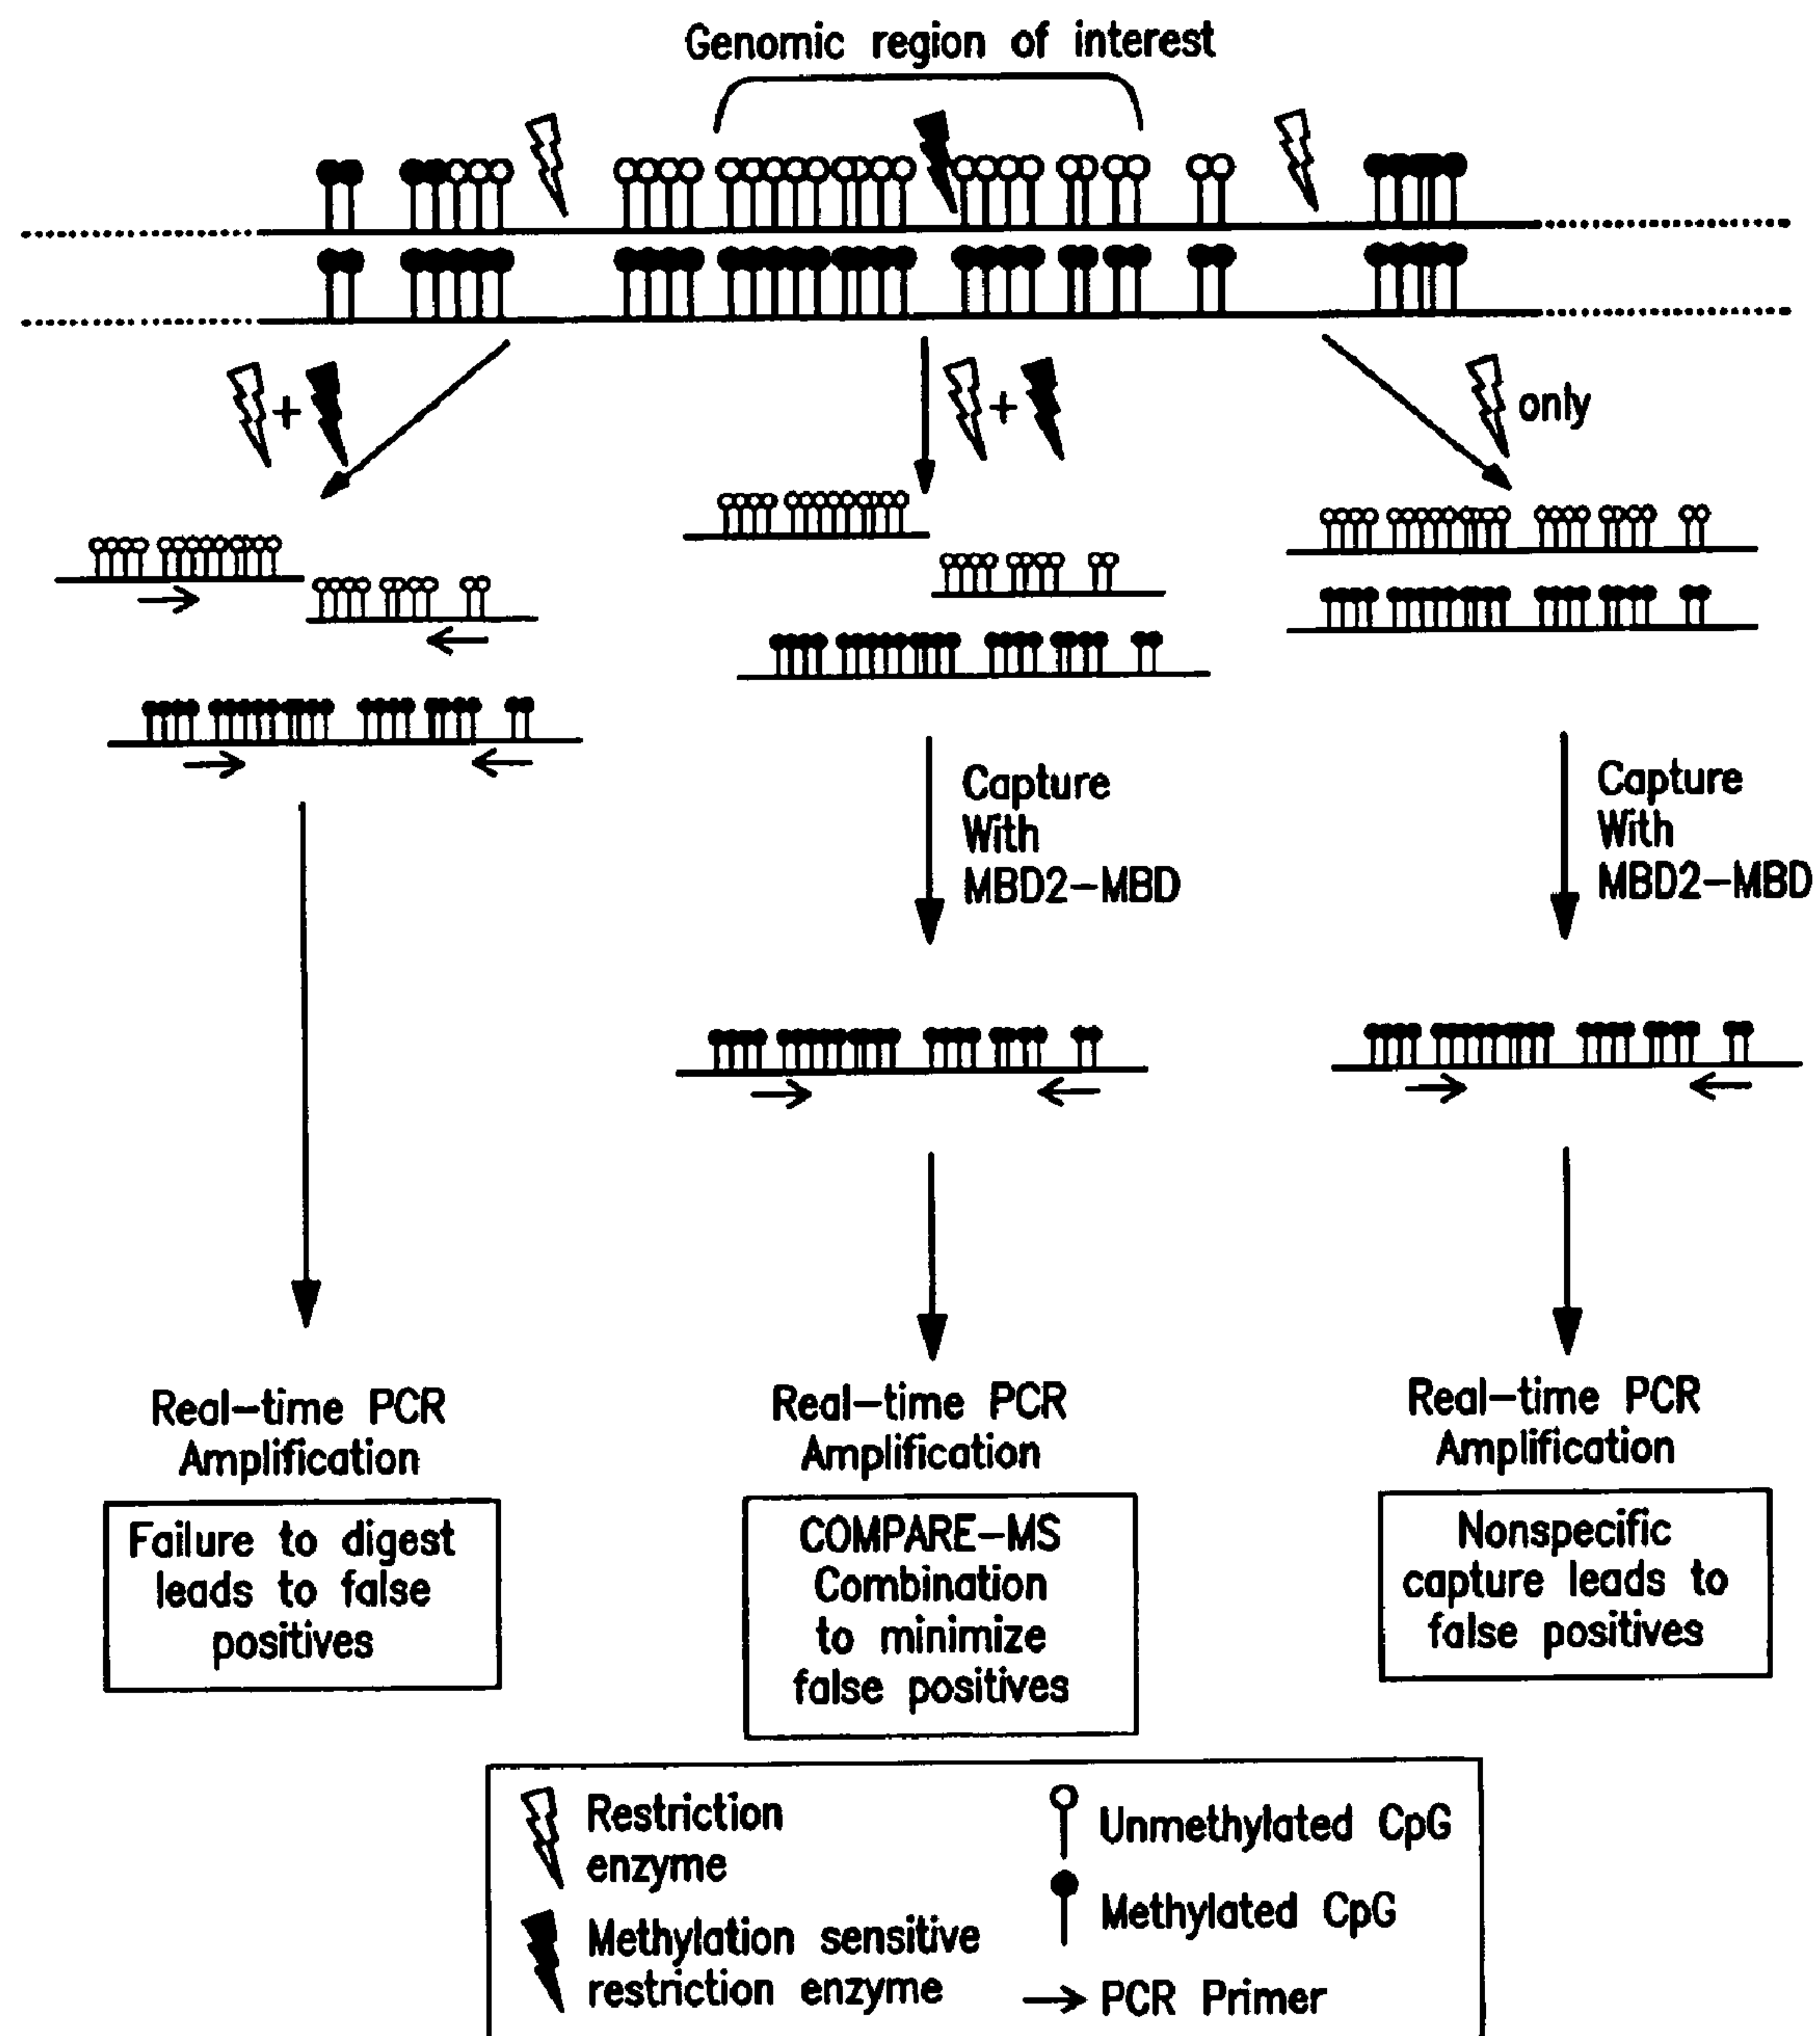 Genomic region of interest
+
+
only
Capture
With
MBD2-MBD
Capture
With
MBD2-MBD
Real-time PCR
Amplification
Failure to digest
leads to false
positives
Real-time PCR
Amplification
COMPARE-MS
Combination
to minimize
false positives
Real-time PCR
Amplification
Nonspecific
capture leads to
false positives
Restriction
enzyme
Methylation sensitive
restriction enzyme
Unmethylated CpG
Methylated CpG
PCR Primer